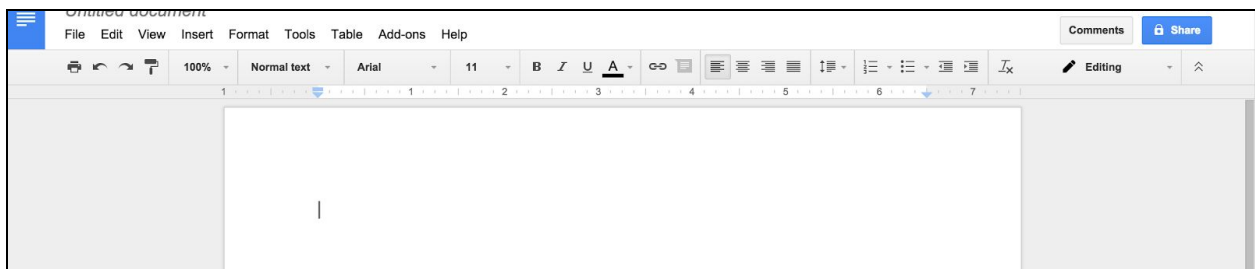 Untitled document
File Edit View Insert Format Tools Table Add-ons Help Comments Share
100% Normal text Arial 11 B I U A Editing
1 1 2 3 4 5 6 7